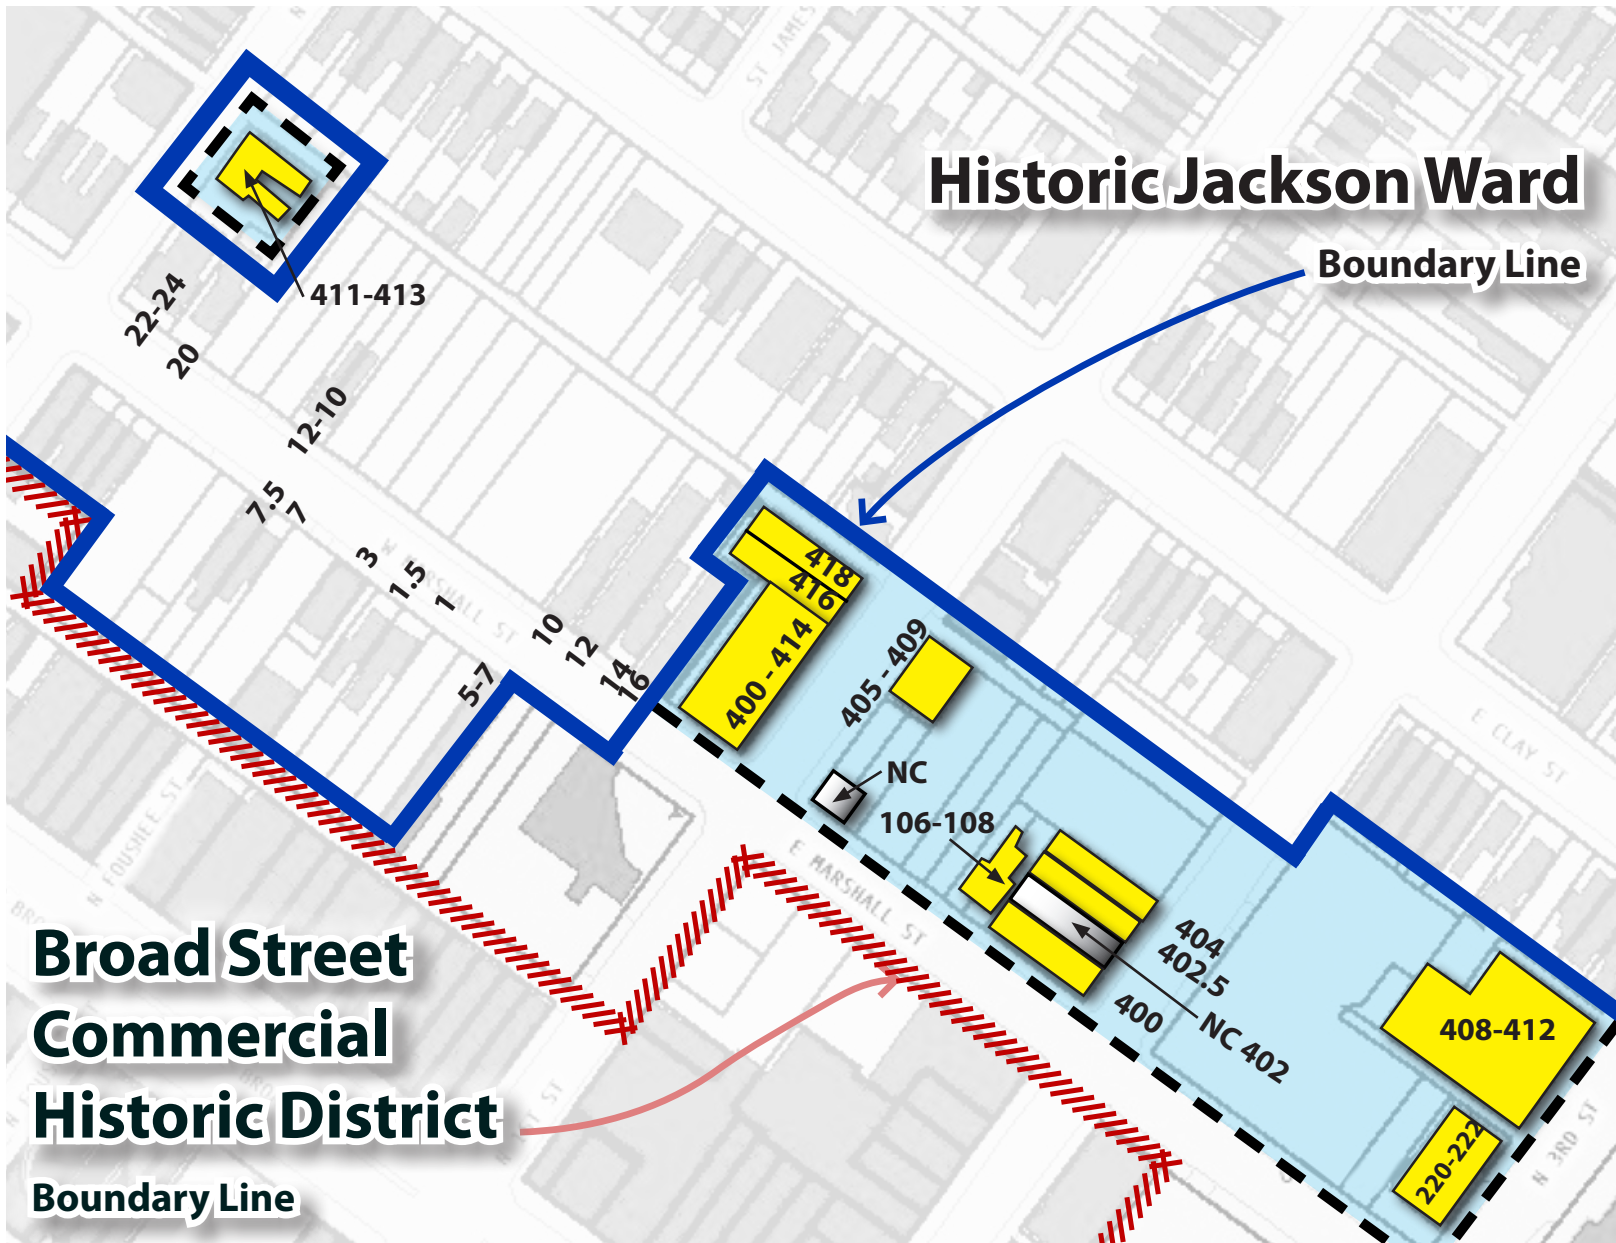 ST JAMES
Historic Jackson Ward
Boundary Line
411-413
22-24
20
12-10
7.5
7
3
1.5
1
W MARSHALL ST
10
12
14
16
5-7
418
416
400 - 414
405 - 409
NC
106-108
404
402.5
NC 402
400
408-412
220-222
E CLAY ST
E MARSHALL ST
N 3RD ST
N FOUSHEE ST
Broad Street
Commercial
Historic District
Boundary Line